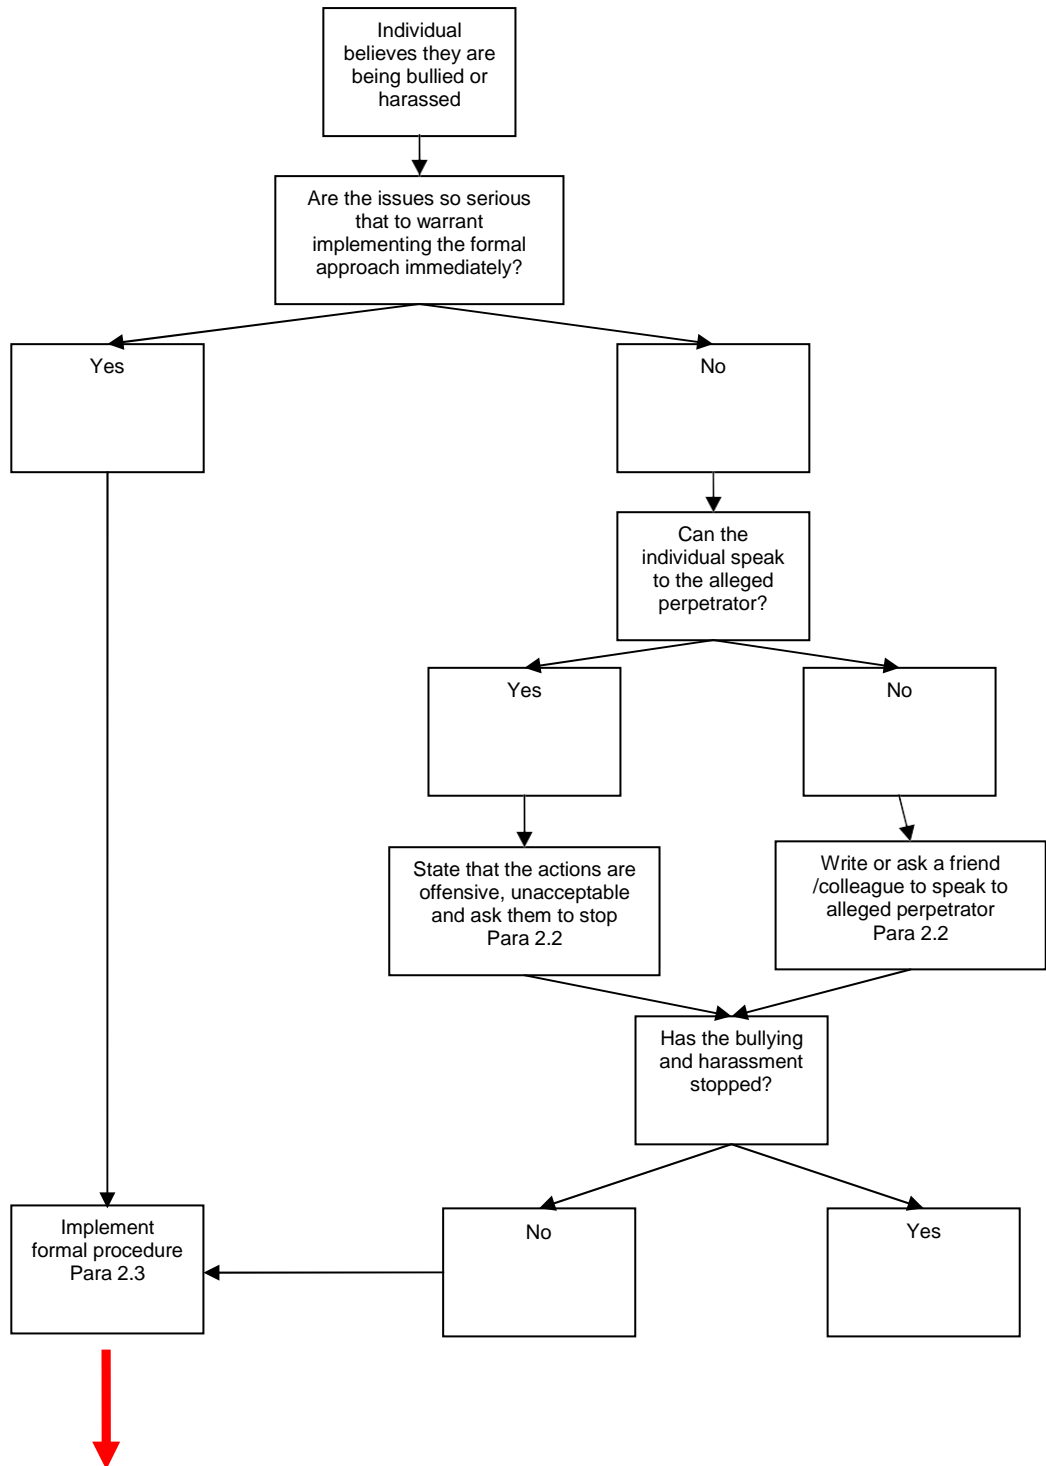 Individual
believes they are
being bullied or
harassed
Are the issues so serious
that to warrant
implementing the formal
approach immediately?
Yes
No
Can the
individual speak
to the alleged
perpetrator?
Yes
No
State that the actions are
offensive, unacceptable
and ask them to stop
Para 2.2
Write or ask a friend
/colleague to speak to
alleged perpetrator
Para 2.2
Has the bullying
and harassment
stopped?
Implement
formal procedure
Para 2.3
No
Yes